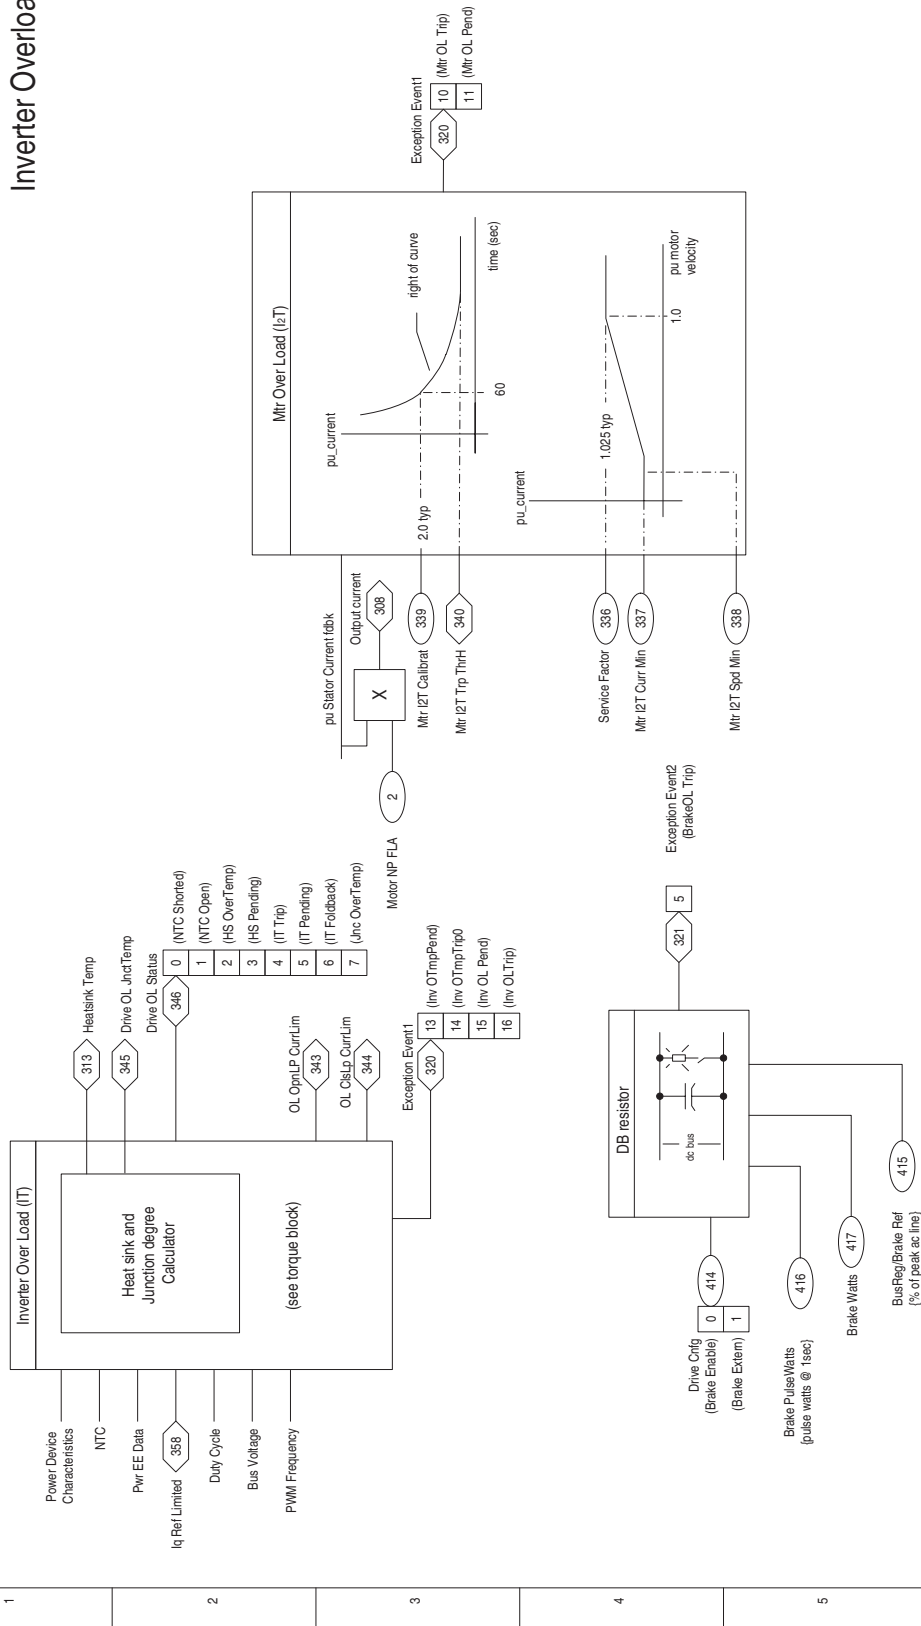 Inverter Overloa
1
2
3
4
5
Inverter Over Load (IT)
Heat sink and
Junction degree
Calculator
(see torque block)
Power Device
Characteristics
NTC
Pwr EE Data
Iq Ref Limited
358
Duty Cycle
Bus Voltage
PWM Frequency
313
Heatsink Temp
345
Drive OL JnctTemp
Drive OL Status
346
0
(NTC Shorted)
1
(NTC Open)
2
(HS OverTemp)
3
(HS Pending)
4
(IT Trip)
5
(IT Pending)
6
(IT Foldback)
7
(Jnc OverTemp)
OL OpnLP CurrLim
343
OL ClsLp CurrLim
344
Exception Event1
320
13
(Inv OTmpPend)
14
(Inv OTmpTrip0
15
(Inv OL Pend)
16
(Inv OLTrip)
Motor NP FLA
2
X
pu Stator Current fdbk
Output current
308
339
Mtr I2T Calibrat
340
Mtr I2T Trp ThrH
336
Service Factor
337
Mtr I2T Curr Min
338
Mtr I2T Spd Min
Mtr Over Load (I2T)
pu_current
right of curve
2.0 typ
60
time (sec)
pu_current
1.025 typ
1.0
pu motor
velocity
Exception Event1
320
10
(Mtr OL Trip)
11
(Mtr OL Pend)
DB resistor
dc bus
Drive Cnfg
414
(Brake Enable)
0
(Brake Extern)
1
416
Brake PulseWatts
{pulse watts @ 1sec}
417
Brake Watts
415
BusReg/Brake Ref
{% of peak ac line}
321
5
Exception Event2
(BrakeOL Trip)